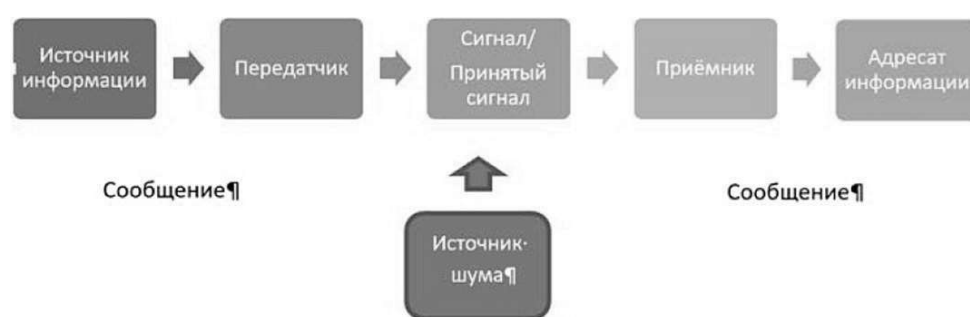 Источник
информации
Передатчик
Сигнал/
Принятый
сигнал
Приёмник
Адресат
информации
Сообщение¶
Сообщение¶
Источник·
шума¶